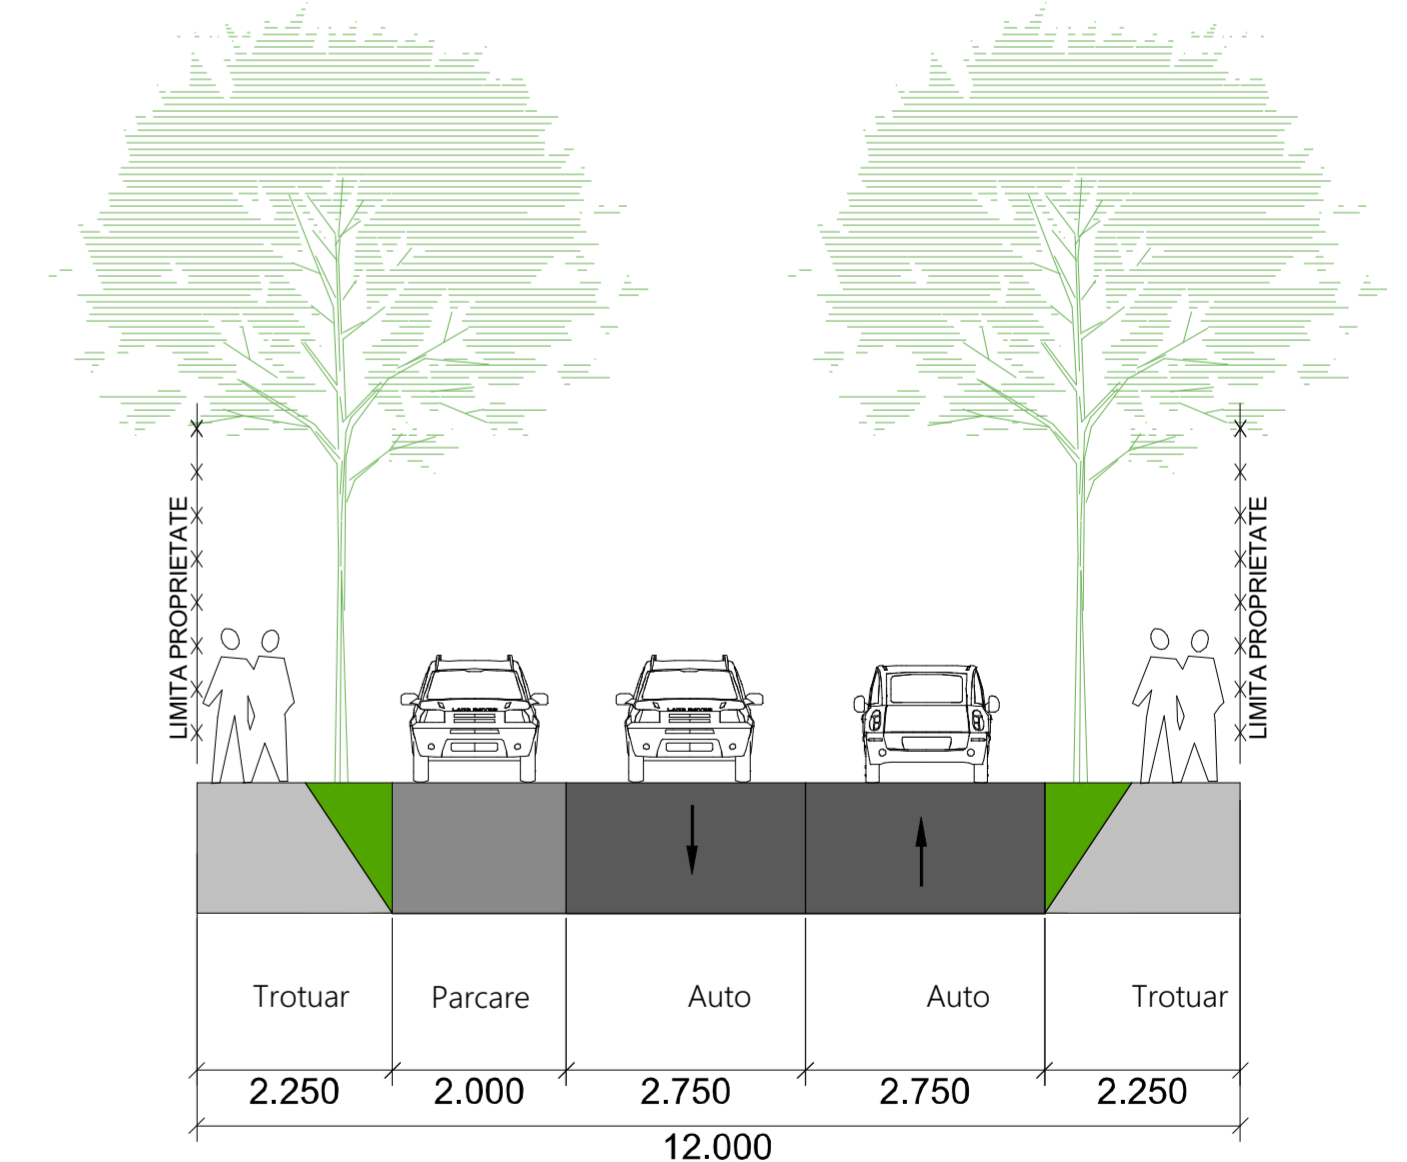 LIMITA PROPRIETATE
LIMITA PROPRIETATE
Trotuar
Parcare
Auto
Auto
Trotuar
2.250
2.000
2.750
2.750
2.250
12.000